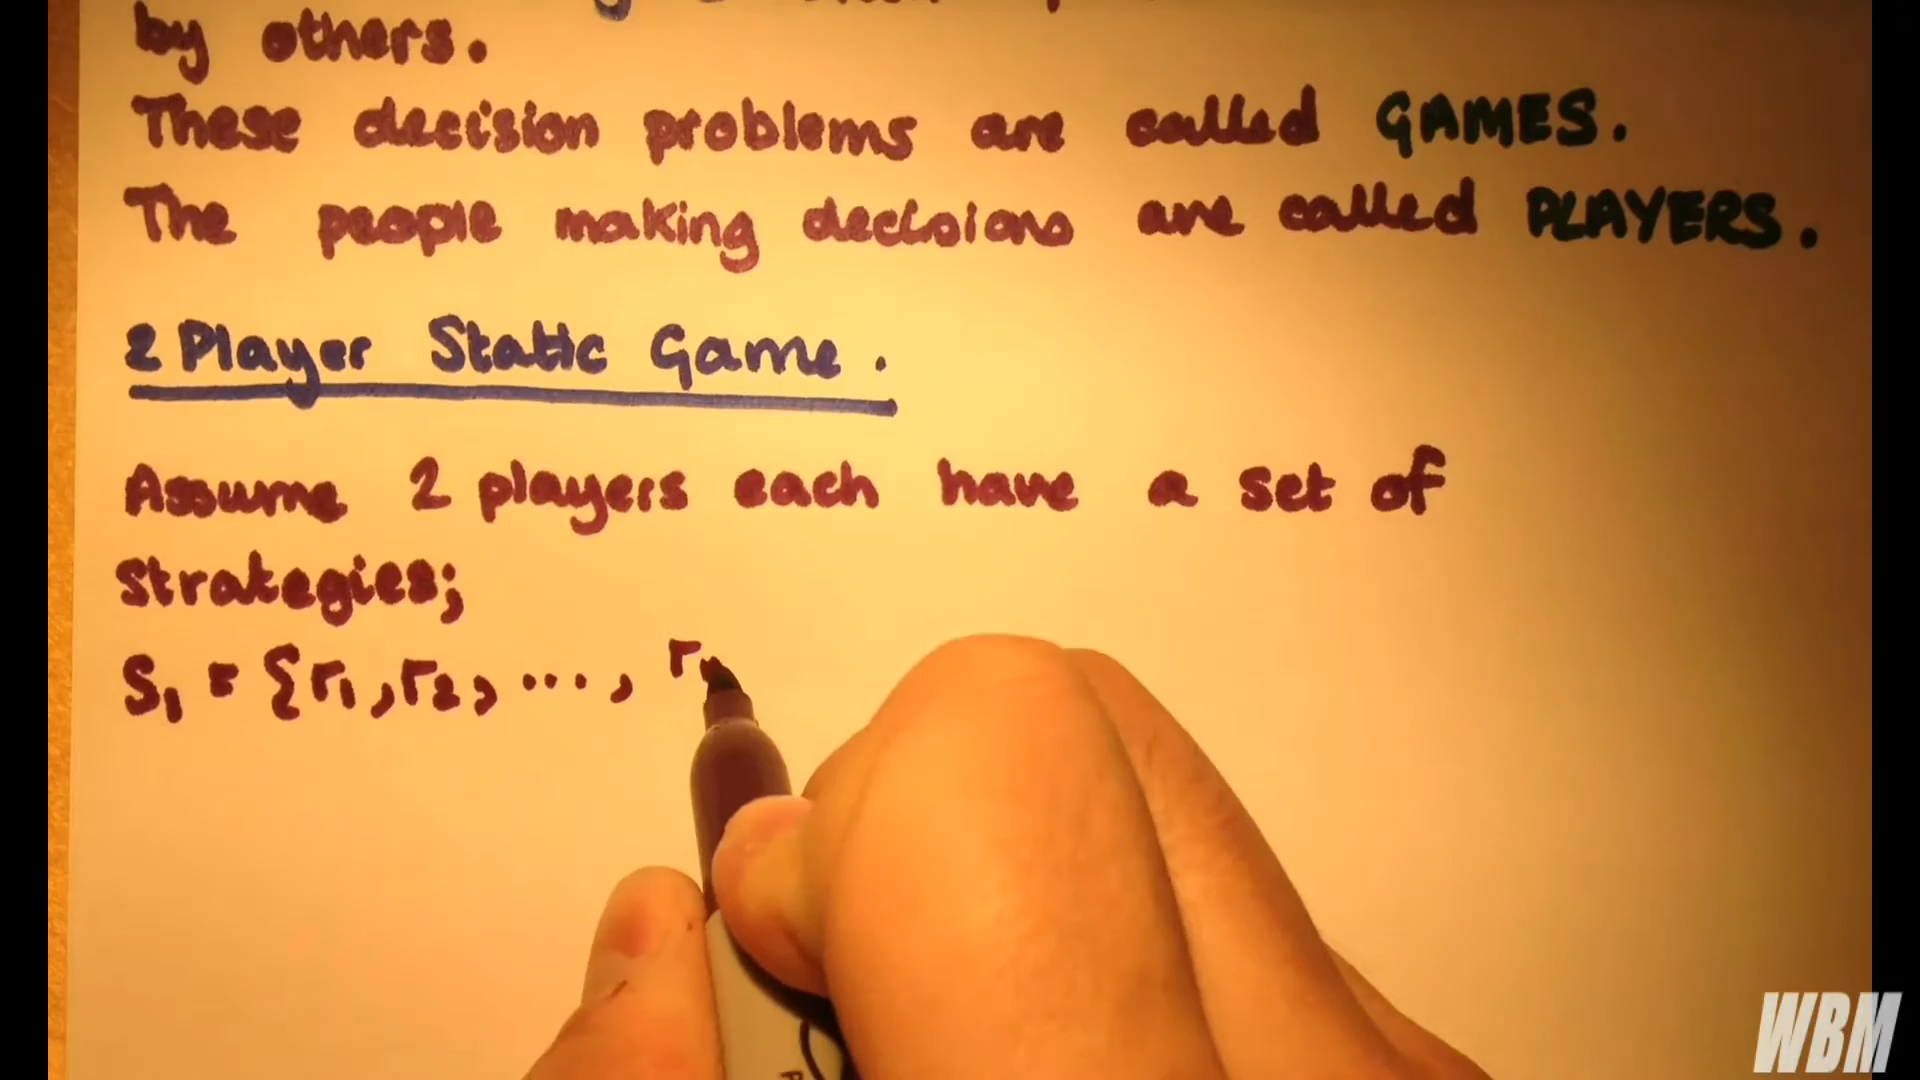 by others.
These decision problems are called GAMES.
The people making decisions are called PLAYERS.
2 Player Static Game.
Assume 2 players each have a set of
strategies;
S₁ = {r₁, r₂, ..., r
WBM